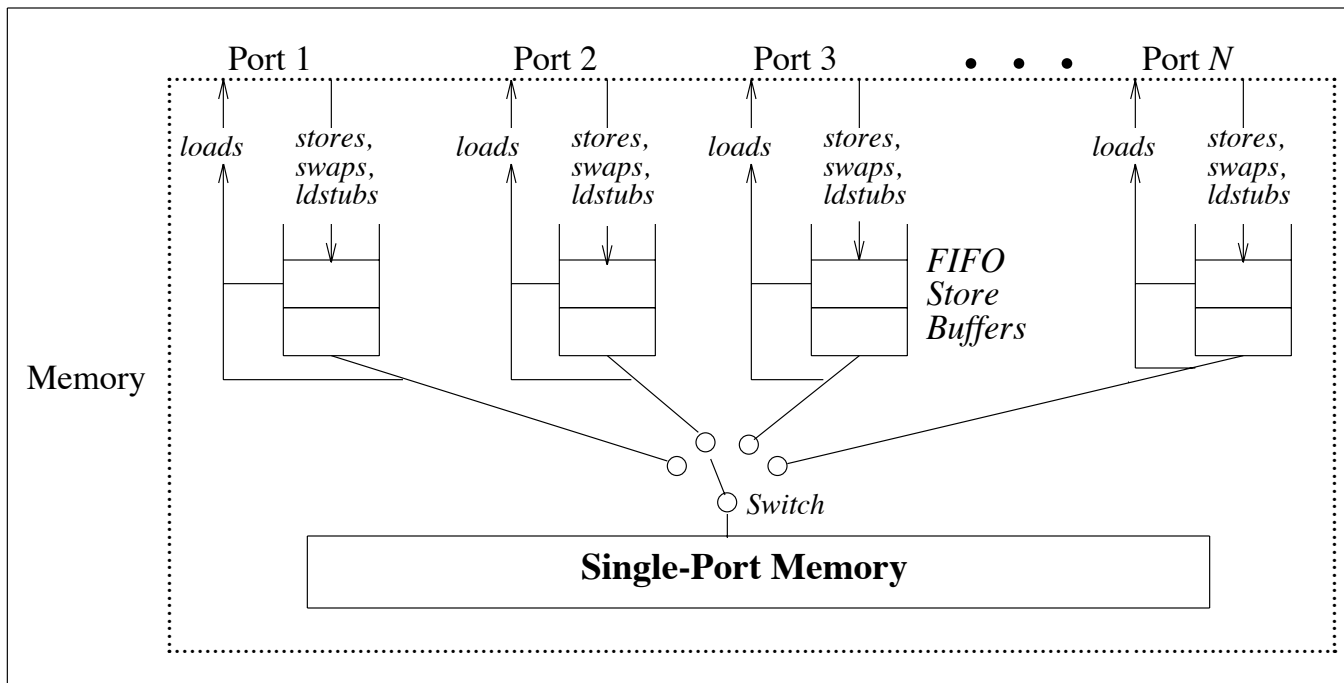 Port 1 Port 2 Port 3 • • • Port N
loads stores, loads stores, loads stores, loads stores,
swaps, swaps, swaps, swaps,
ldstubs ldstubs ldstubs ldstubs
FIFO
Store
Buffers
Memory
Switch
Single-Port Memory